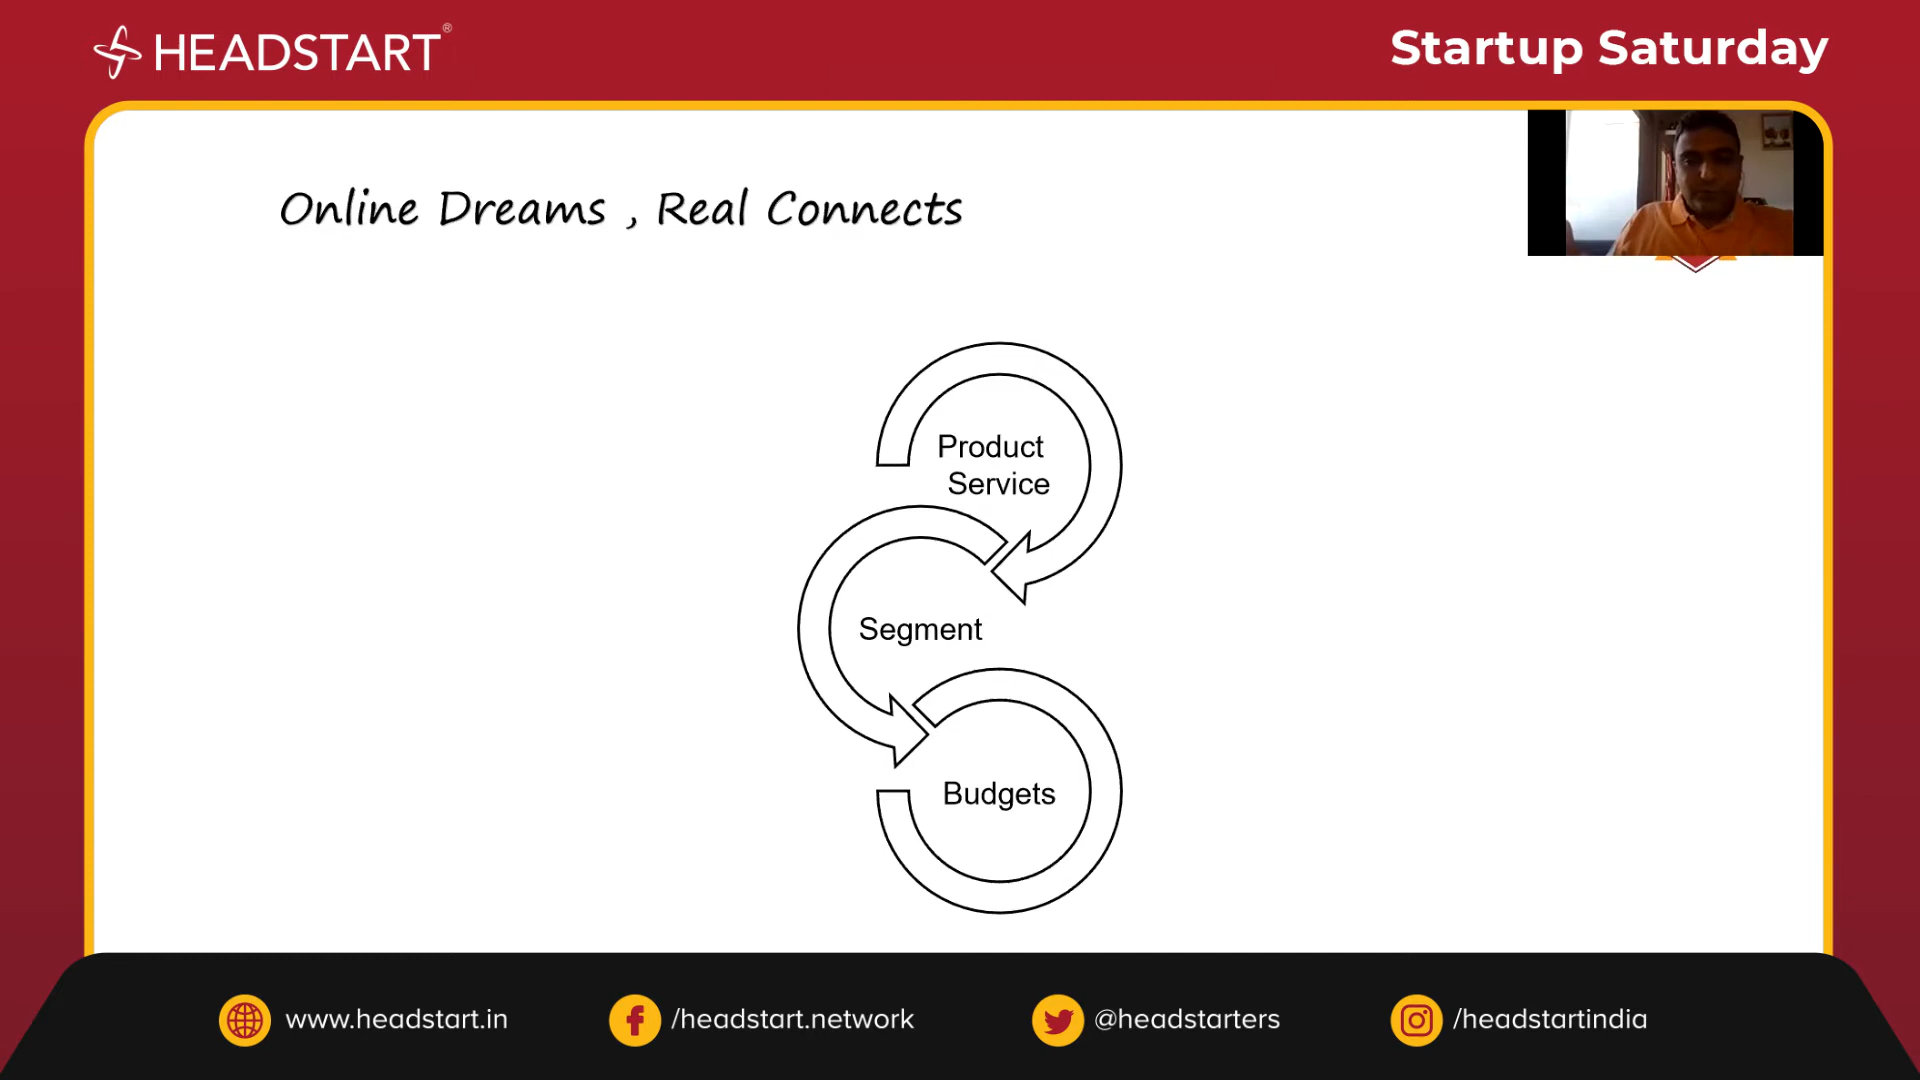 HEADSTART®
Startup Saturday
Online Dreams , Real Connects
Product
Service
Segment
Budgets
www.headstart.in
/headstart.network
@headstarters
/headstartindia